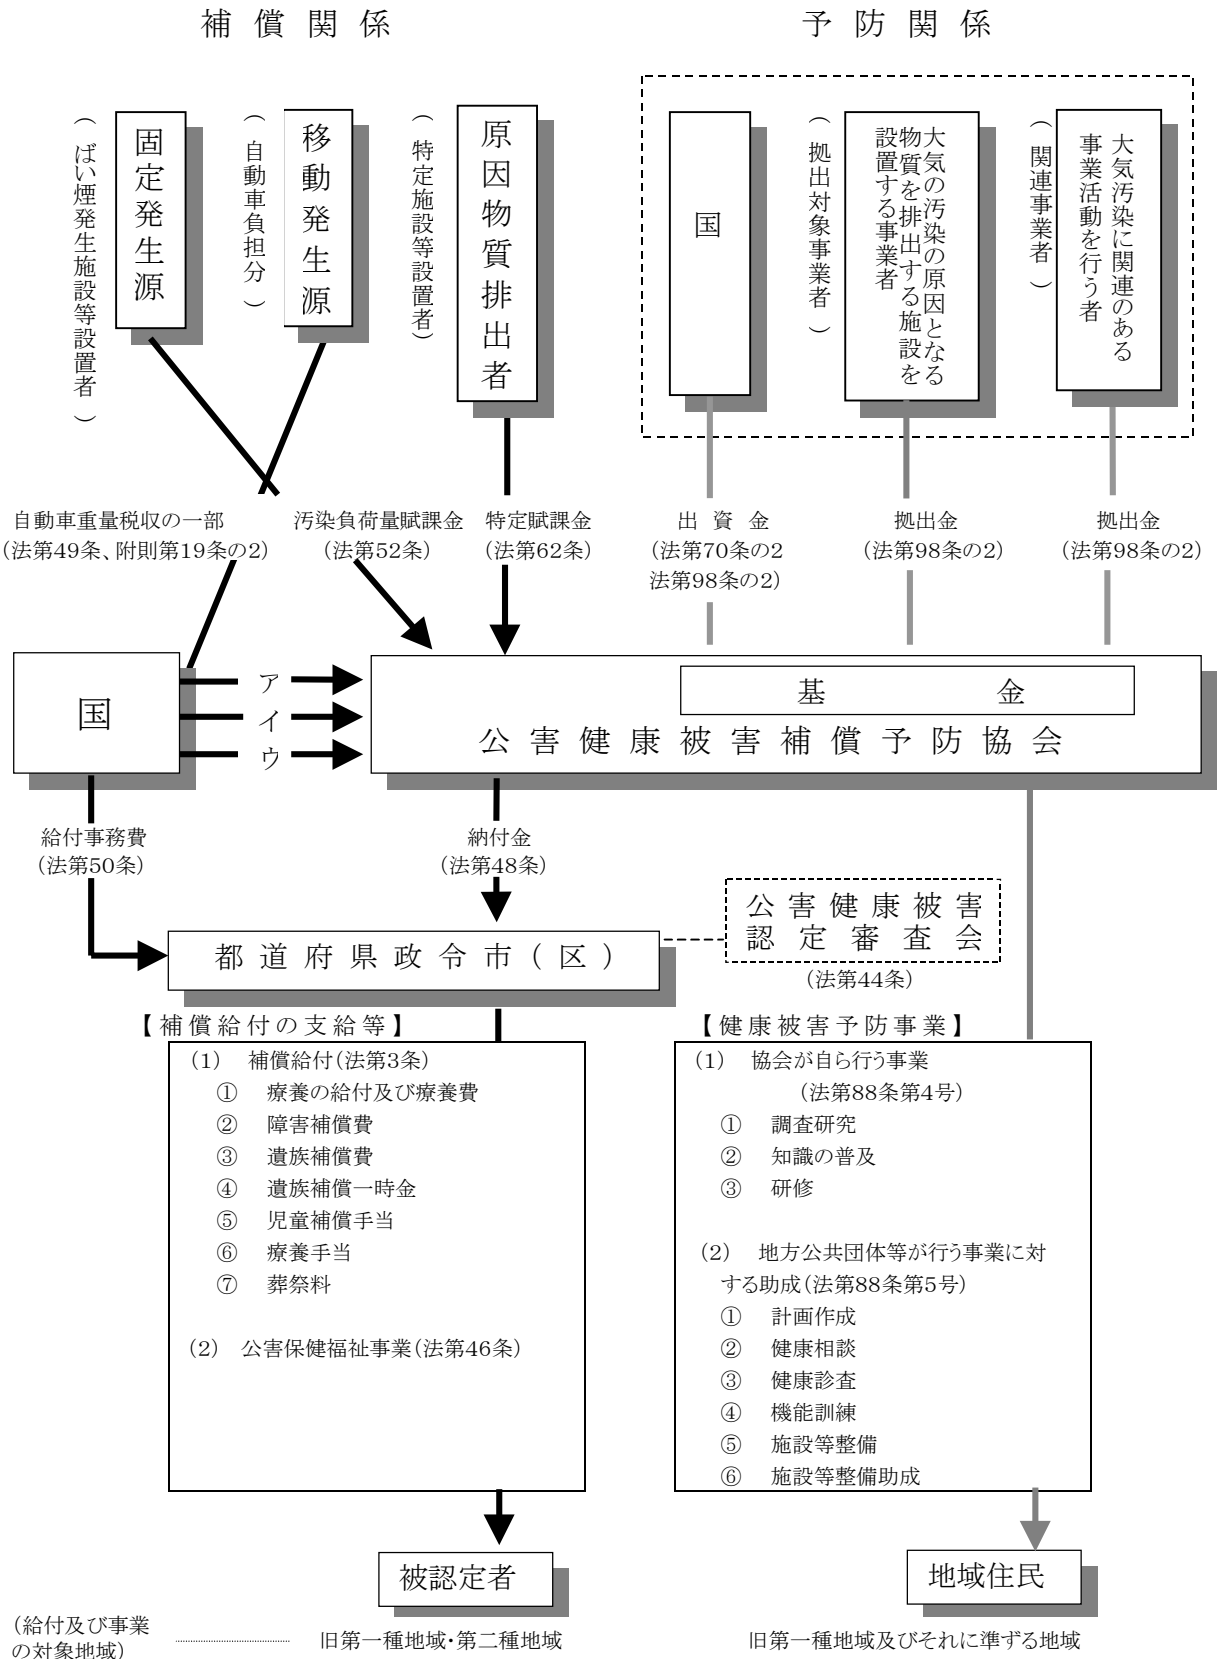 補償関係
予防関係
固定発生源
（ばい煙発生施設等設置者）
移動発生源
（自動車負担分）
原因物質排出者
（特定施設等設置者）
国
大気の汚染の原因となる
物質を排出する施設を
設置する事業者
（拠出対象事業者）
大気汚染に関連のある
事業活動を行う者
（関連事業者）
自動車重量税収の一部
（法第49条、附則第19条の2）
汚染負荷量賦課金
（法第52条）
特定賦課金
（法第62条）
出資金
（法第70条の2
法第98条の2）
拠出金
（法第98条の2）
拠出金
（法第98条の2）
国
ア
イ
ウ
基金
公害健康被害補償予防協会
給付事務費
（法第50条）
納付金
（法第48条）
都道府県政令市（区）
公害健康被害
認定審査会
（法第44条）
【補償給付の支給等】
（1） 補償給付（法第3条）
① 療養の給付及び療養費
② 障害補償費
③ 遺族補償費
④ 遺族補償一時金
⑤ 児童補償手当
⑥ 療養手当
⑦ 葬祭料
（2） 公害保健福祉事業（法第46条）
【健康被害予防事業】
（1） 協会が自ら行う事業
（法第88条第4号）
① 調査研究
② 知識の普及
③ 研修
（2） 地方公共団体等が行う事業に対
する助成（法第88条第5号）
① 計画作成
② 健康相談
③ 健康診査
④ 機能訓練
⑤ 施設等整備
⑥ 施設等整備助成
被認定者
地域住民
（給付及び事業
の対象地域）
旧第一種地域・第二種地域
旧第一種地域及びそれに準ずる地域